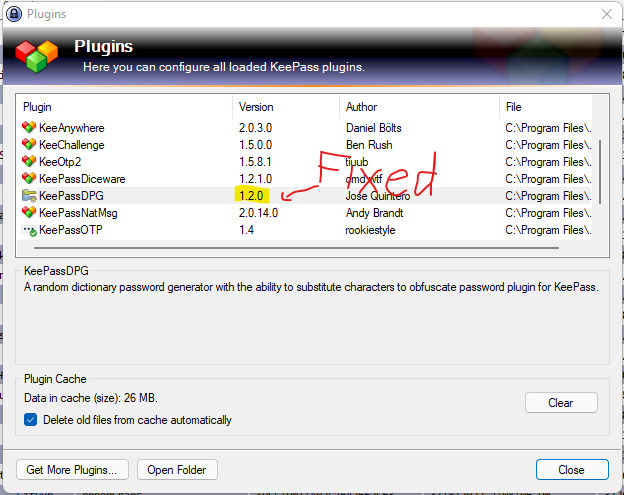 Plugins
Plugins
Here you can configure all loaded KeePass plugins.
Plugin Version Author File
KeeAnywhere 2.0.3.0 Daniel Bölts C:\Program Files\.
KeeChallenge 1.5.0.0 Ben Rush C:\Program Files\.
KeeOtp2 1.5.8.1 tiuub C:\Program Files\.
KeePassDiceware 1.2.1.0 C:\Program Files\.
Fixed
KeePassDPG 1.2.0 Jose Quintero C:\Program Files\.
KeePassNatMsg 2.0.14.0 Andy Brandt C:\Program Files\.
KeePassOTP 1.4 rookiestyle C:\Program Files\.
KeePassDPG
A random dictionary password generator with the ability to substitute characters to obfuscate password plugin for KeePass.
Plugin Cache
Data in cache (size): 26 MB.
Clear
Delete old files from cache automatically
Get More Plugins... Open Folder Close